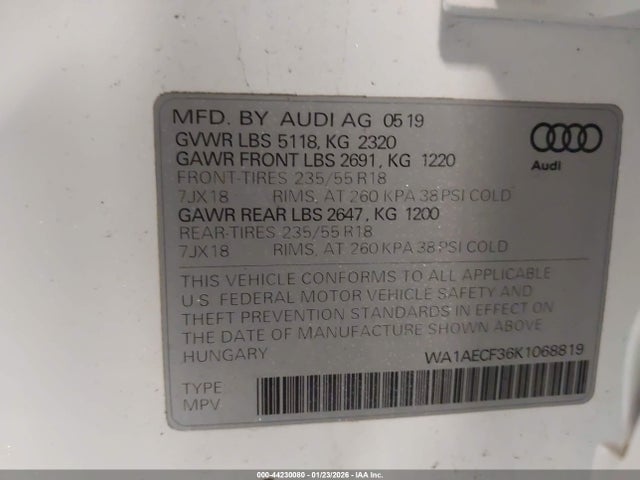 MFD. BY AUDI AG 0519
GVWR LBS 5118, KG 2320
GAWR FRONT LBS 2691, KG 1220
FRONT-TIRES 235/55 R18
7JX18 RIMS, AT 260 KPA 38 PSI COLD
GAWR REAR LBS 2647, KG 1200
REAR-TIRES 235/55 R18
7JX18 RIMS, AT 260 KPA 38 PSI COLD
Audi
THIS VEHICLE CONFORMS TO ALL APPLICABLE
U.S. FEDERAL MOTOR VEHICLE SAFETY AND
THEFT PREVENTION STANDARDS IN EFFECT ON
THE DATE OF MANUFACTURE SHOWN ABOVE
HUNGARY WA1AECF36K1068819
TYPE
MPV
000-44230080 - 01/23/2026 - IAA Inc.